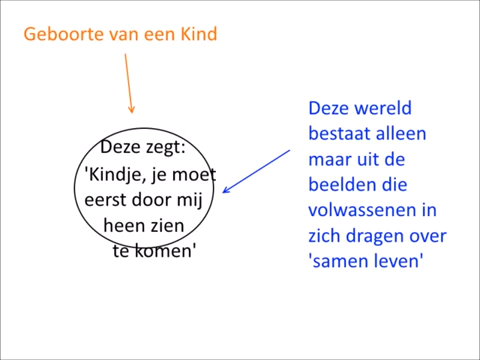 Geboorte van een Kind
Deze zegt:
'Kindje, je moet
eerst door mij
heen zien
te komen'
Deze wereld
bestaat alleen
maar uit de
beelden die
volwassenen in
zich dragen over
'samen leven'